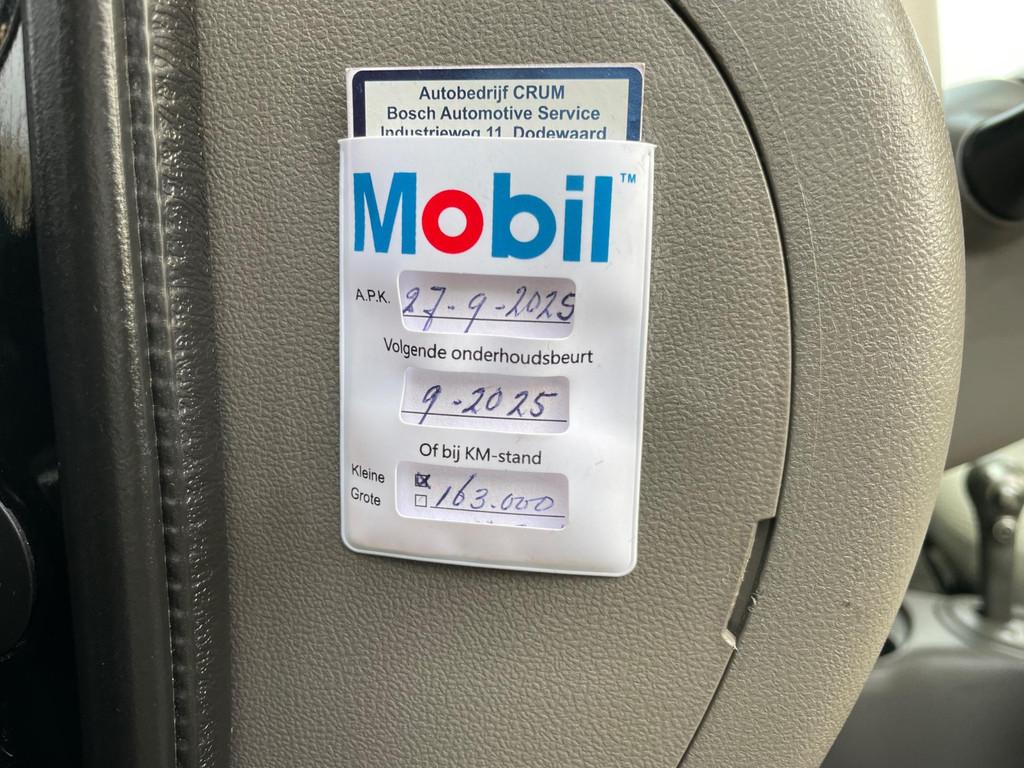 Autobedrijf CRUM
Bosch Automotive Service
Industrieweg 11, Dodewaard
Mobil™
A.P.K. 27-9-2025
Volgende onderhoudsbeurt
9-2025
Of bij KM-stand
Kleine ☒ 163.000
Grote ☐